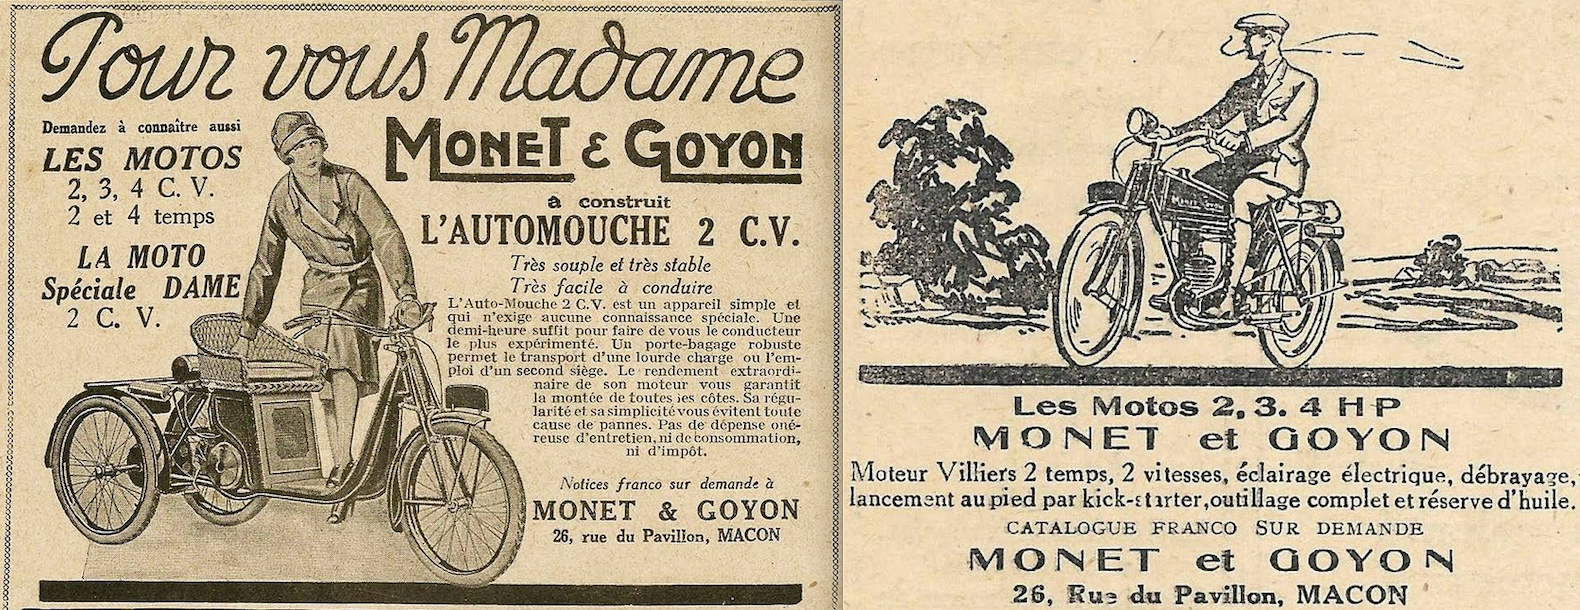 Pour vous Madame
Demandez à connaître aussi
LES MOTOS
2, 3, 4 C. V.
2 et 4 temps
LA MOTO
Spéciale DAME
2 C. V.
MONET & GOYON
a construit
L'AUTOMOUCHE 2 C.V.
Très souple et très stable
Très facile à conduire
L'Auto-Mouche 2 C.V. est un appareil simple et
qui n'exige aucune connaissance spéciale. Une
demi-heure suffit pour faire de vous le conducteur
le plus expérimenté. Un porte-bagage robuste
permet le transport d'une lourde charge ou l'em-
ploi d'un second siège. Le rendement extraordi-
naire de son moteur vous garantit
la montée de toutes les côtes. Sa régu-
larité et sa simplicité vous évitent toute
cause de pannes. Pas de dépense oné-
reuse d'entretien, ni de consommation,
ni d'impôt.
Notices franco sur demande à
MONET & GOYON
26, rue du Pavillon, MACON
MONET GOYON
Les Motos 2, 3. 4 HP
MONET et GOYON
Moteur Villiers 2 temps, 2 vitesses, éclairage électrique, débrayage,
lancement au pied par kick-starter, outillage complet et réserve d'huile.
CATALOGUE FRANCO SUR DEMANDE
MONET et GOYON
26, Rue du Pavillon, MACON